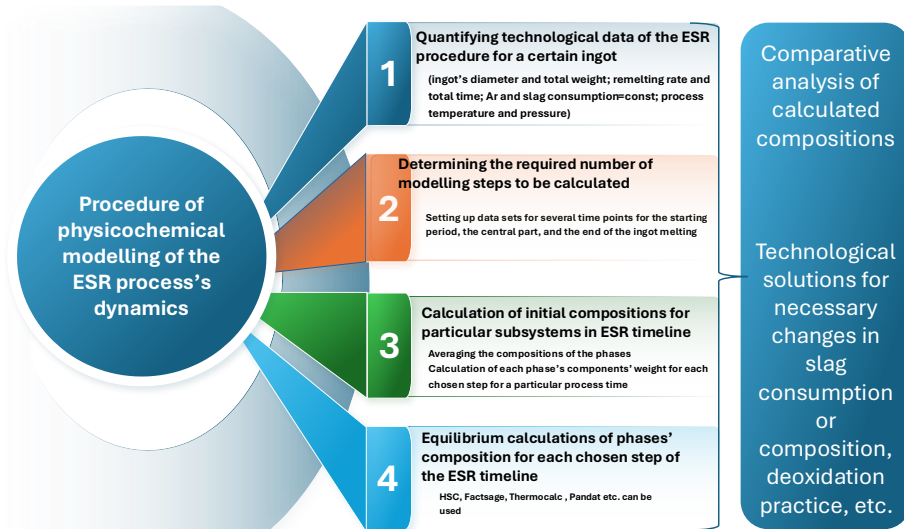 Procedure of
physicochemical
modelling of the
ESR process's
dynamics
1
Quantifying technological data of the ESR
procedure for a certain ingot
(ingot's diameter and total weight; remelting rate and
total time; Ar and slag consumption=const; process
temperature and pressure)
2
Determining the required number of
modelling steps to be calculated
Setting up data sets for several time points for the starting
period, the central part, and the end of the ingot melting
3
Calculation of initial compositions for
particular subsystems in ESR timeline
Averaging the compositions of the phases
Calculation of each phase's components' weight for each
chosen step for a particular process time
4
Equilibrium calculations of phases'
composition for each chosen step of
the ESR timeline
HSC, Factsage, Thermocalc , Pandat etc. can be
used
Comparative
analysis of
calculated
compositions
Technological
solutions for
necessary
changes in
slag
consumption
or
composition,
deoxidation
practice, etc.